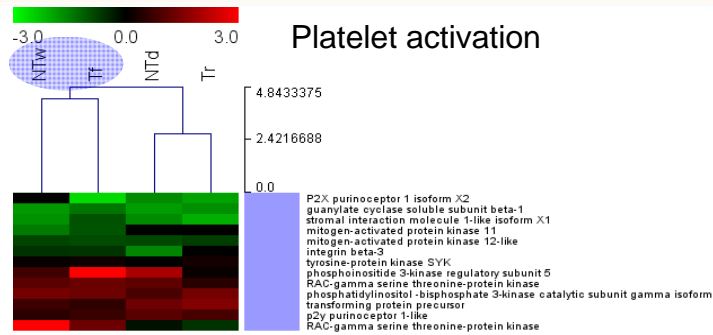 -3.0 0.0 3.0
Platelet activation
NTw Tf NTd Tr
4.8433375
2.4216688
0.0
P2X purinoceptor 1 isoform X2
guanylate cyclase soluble subunit beta-1
stromal interaction molecule 1-like isoform X1
mitogen-activated protein kinase 11
mitogen-activated protein kinase 12-like
integrin beta-3
tyrosine-protein kinase SYK
phosphoinositide 3-kinase regulatory subunit 5
RAC-gamma serine threonine-protein kinase
phosphatidylinositol -bisphosphate 3-kinase catalytic subunit gamma isoform
transforming protein precursor
p2y purinoceptor 1-like
RAC-gamma serine threonine-protein kinase